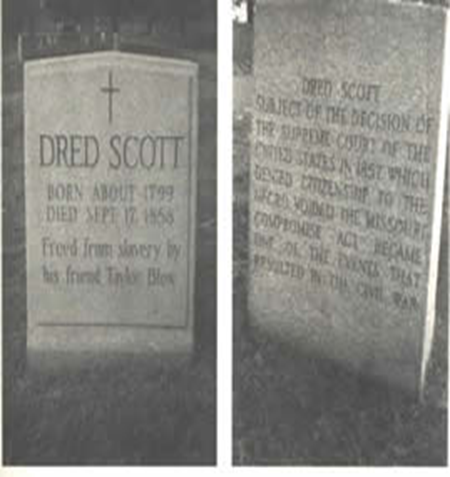 DRED SCOTT
BORN ABOUT 1799
DIED SEPT 17, 1858
Freed from slavery by
his friend Taylor Blow
DRED SCOTT
SUBJECT OF THE DECISION OF
THE SUPREME COURT OF THE
UNITED STATES IN 1857 WHICH
DENIED CITIZENSHIP TO THE
NEGRO VOIDED THE MISSOURI
COMPROMISE ACT BECAME
ONE OF THE EVENTS THAT
RESULTED IN THE CIVIL WAR